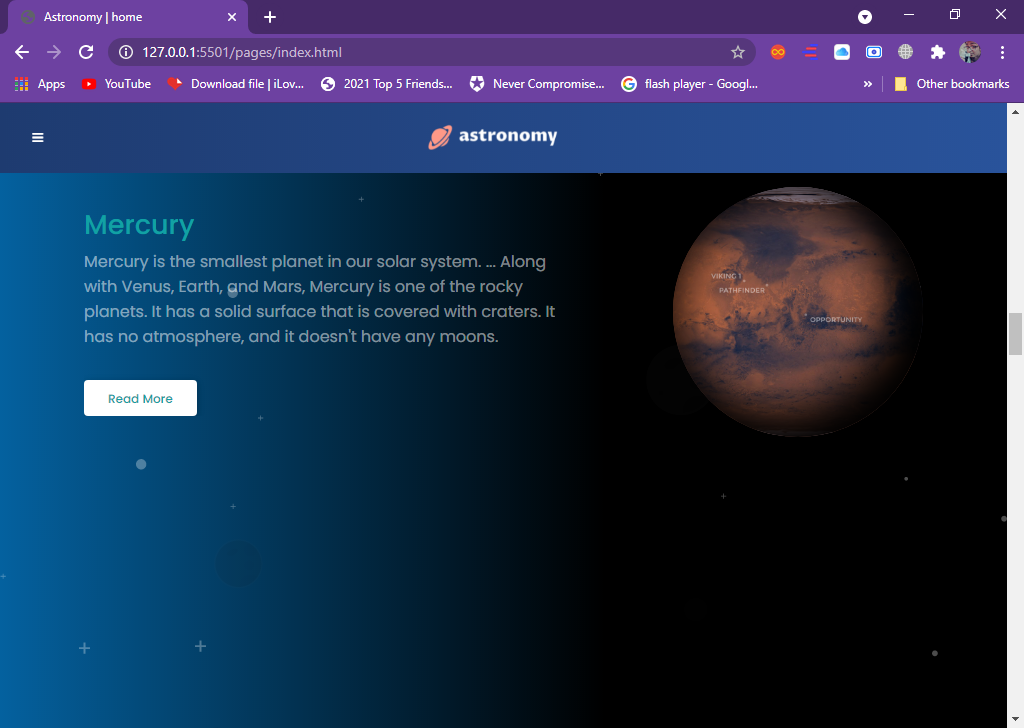 Astronomy | home
127.0.0.1:5501/pages/index.html
Apps YouTube Download file | iLov... 2021 Top 5 Friends... Never Compromise... flash player - Googl... » Other bookmarks
astronomy
Mercury
Mercury is the smallest planet in our solar system. ... Along
with Venus, Earth, and Mars, Mercury is one of the rocky
planets. It has a solid surface that is covered with craters. It
has no atmosphere, and it doesn't have any moons.
Read More
VIKING 1
PATHFINDER
OPPORTUNITY